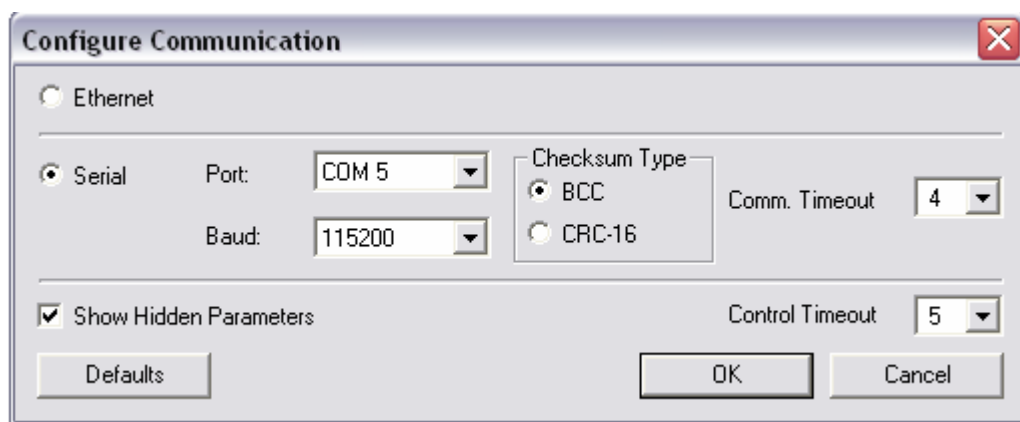 Configure Communication
Ethernet
Serial
Port:
COM 5
Baud:
115200
Checksum Type
BCC
CRC-16
Comm. Timeout
4
Show Hidden Parameters
Control Timeout
5
Defaults
OK
Cancel